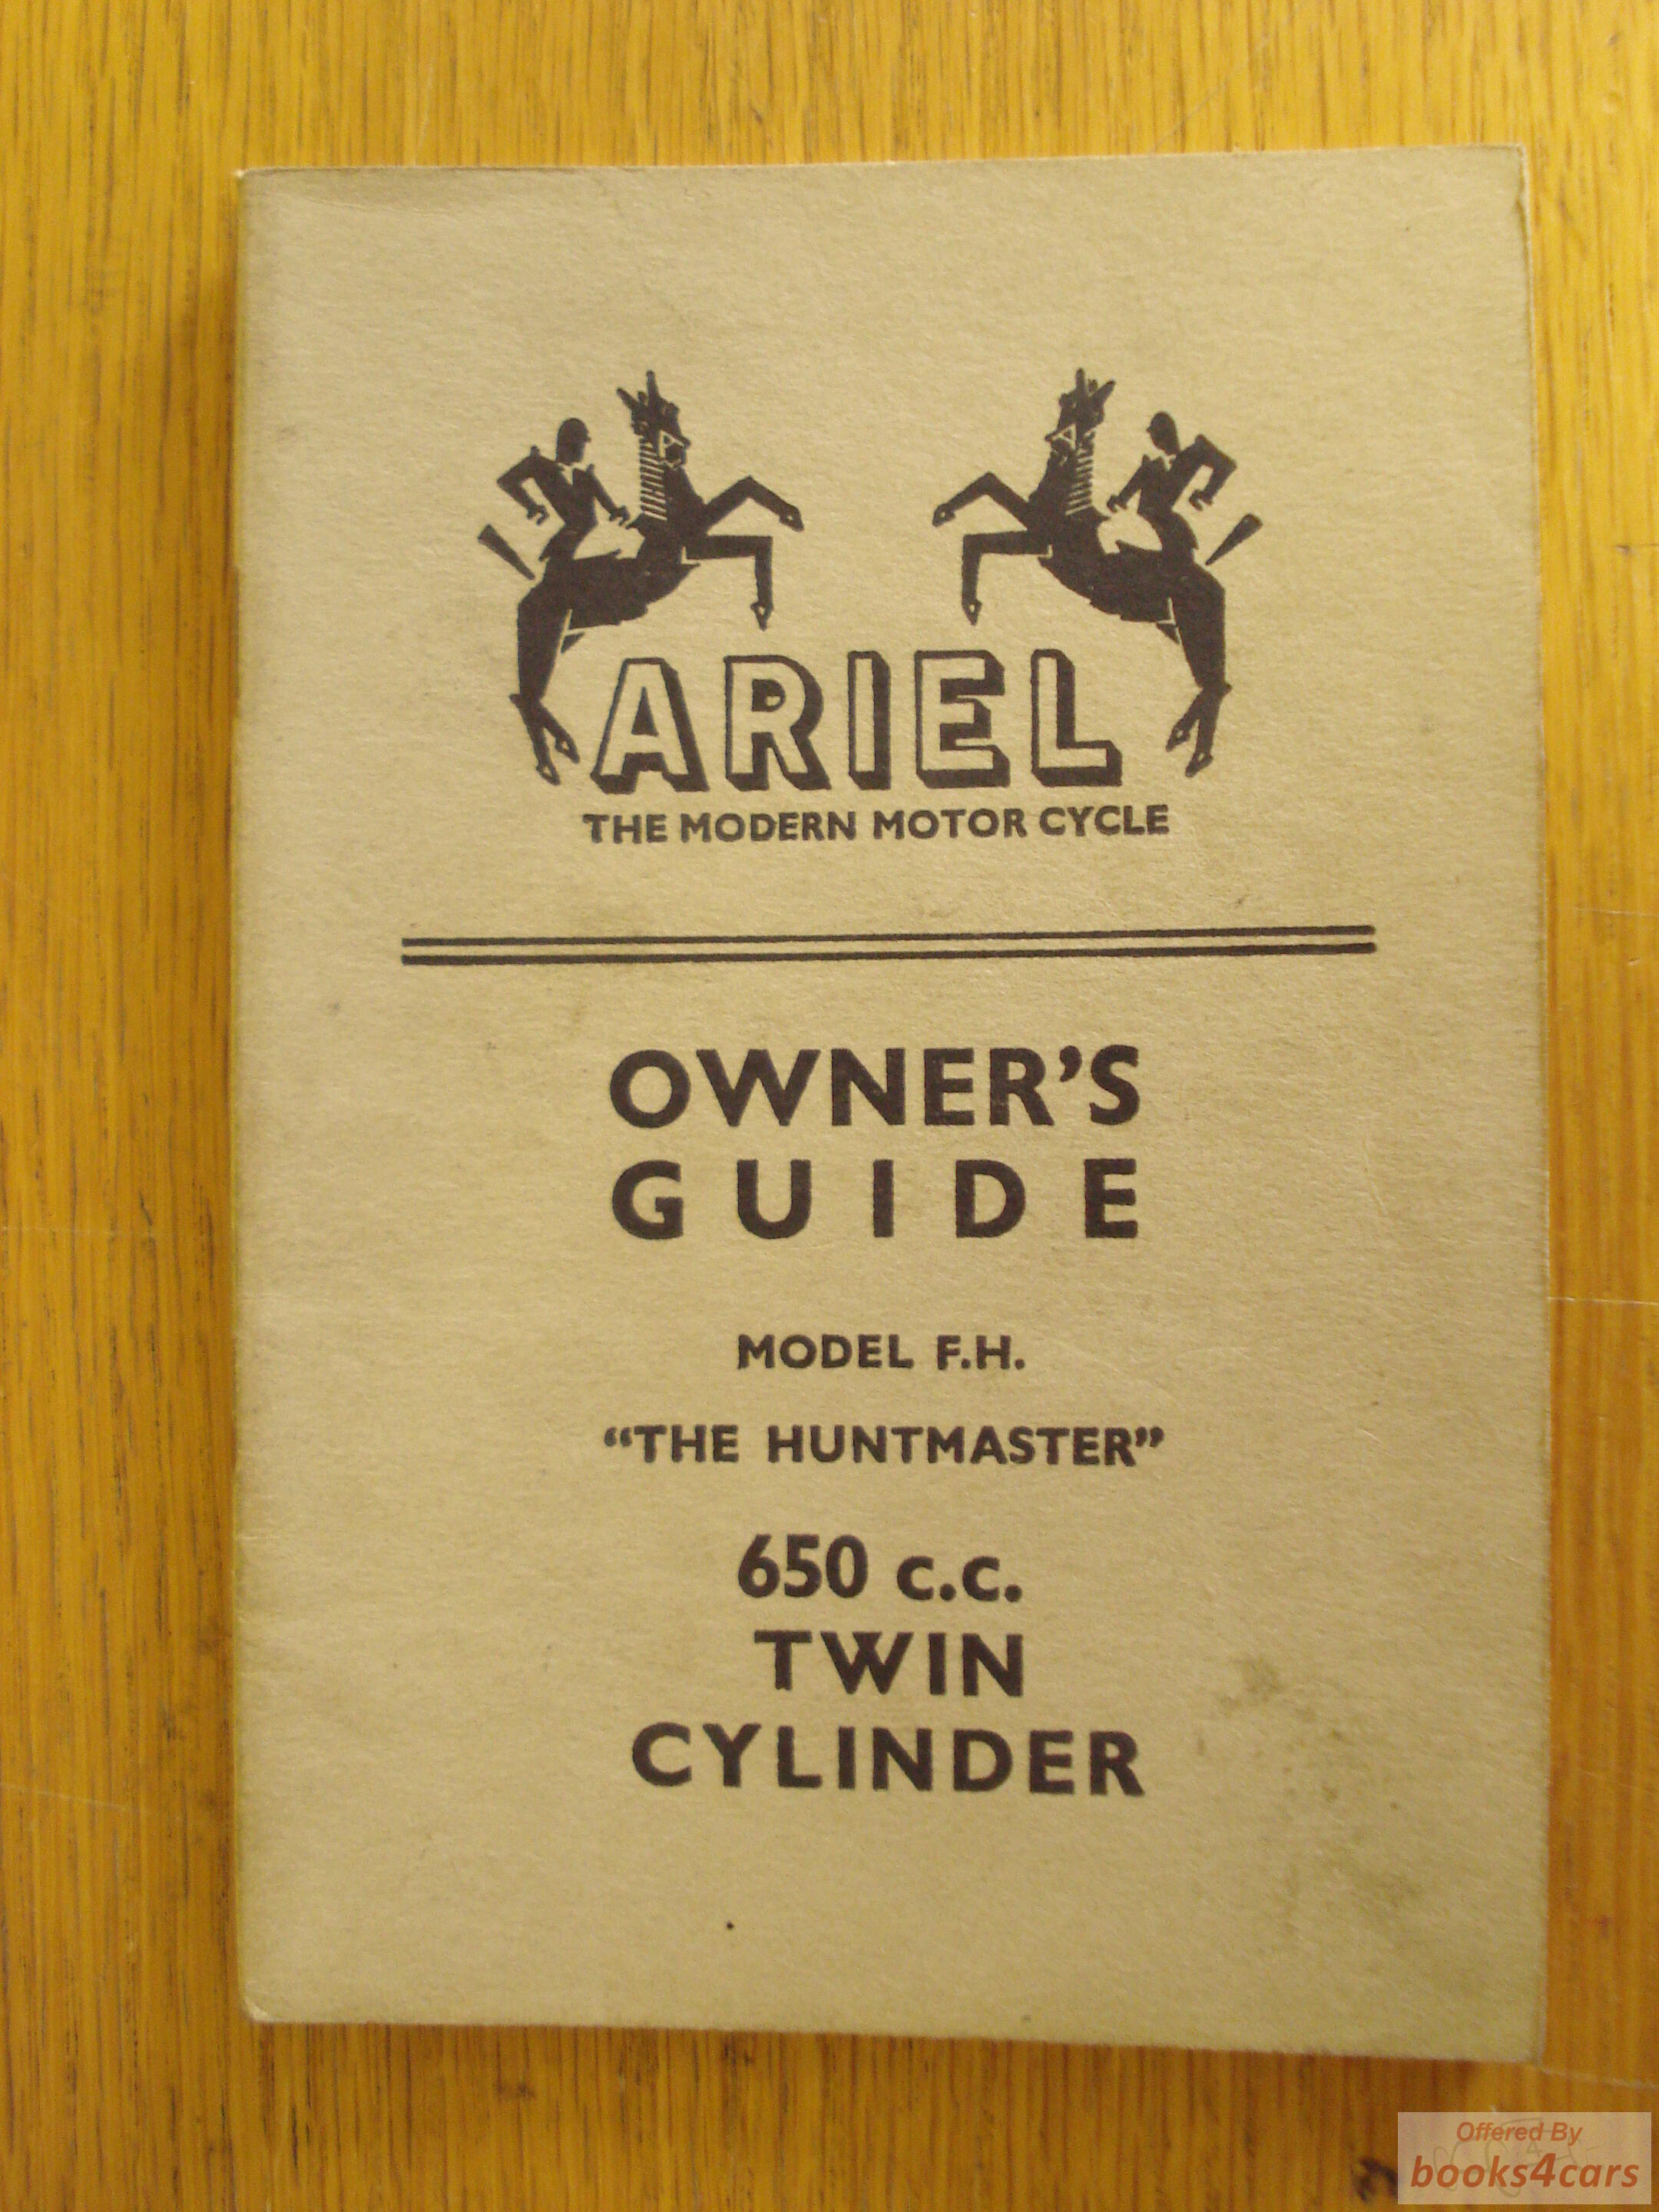 ARIEL
THE MODERN MOTOR CYCLE
OWNER'S
GUIDE
MODEL F.H.
“THE HUNTMASTER”
650 c.c.
TWIN
CYLINDER
Offered By
books4cars